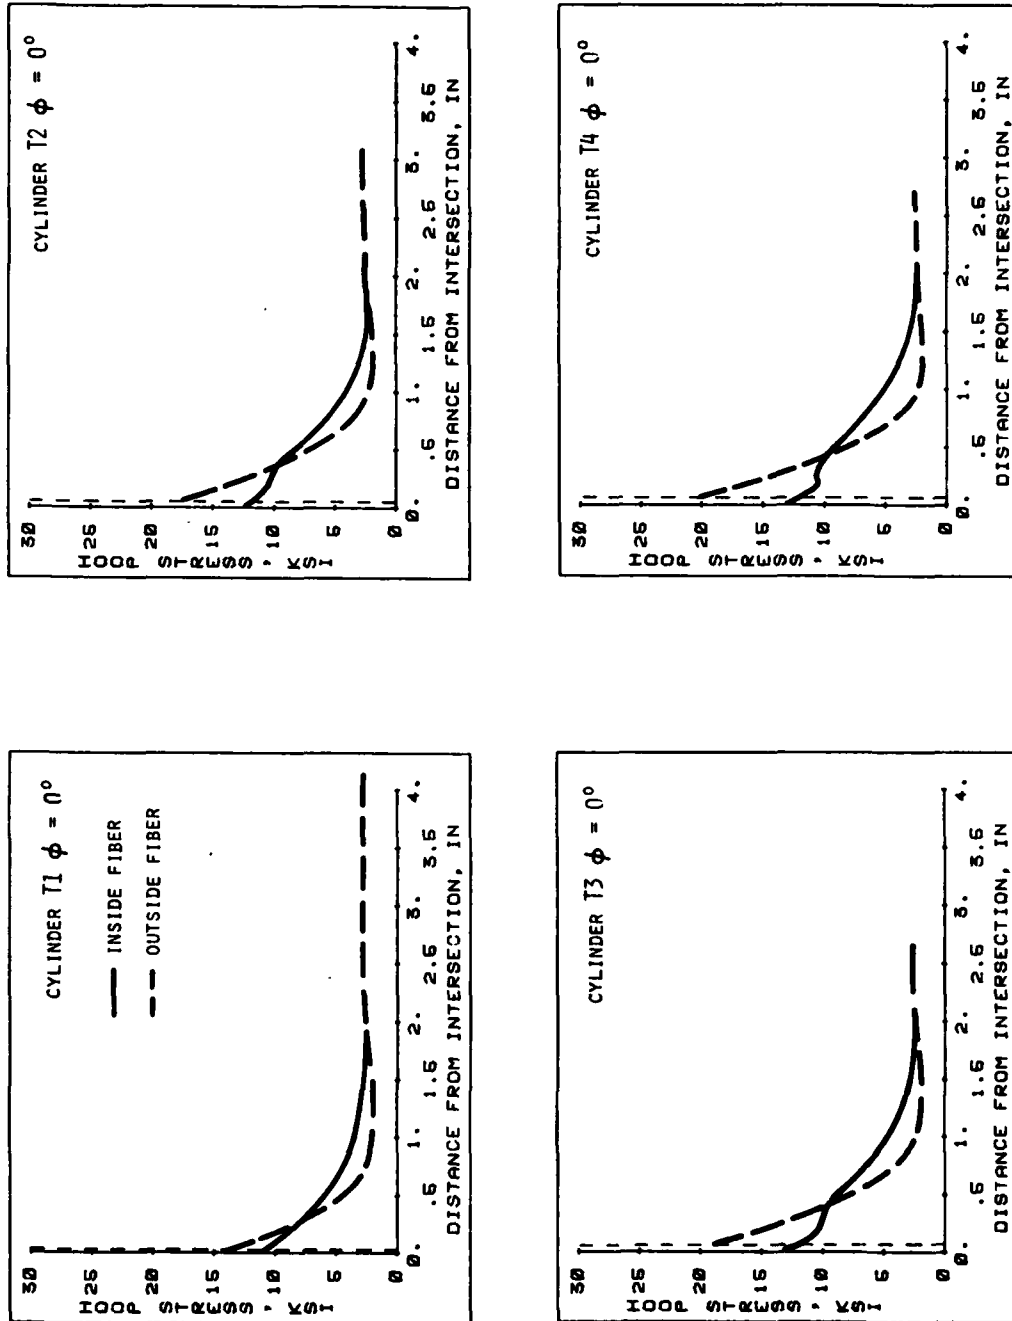 CYLINDER T1 ϕ = 0°
INSIDE FIBER
OUTSIDE FIBER
HOOP STRESS, KSI
30
25
20
15
10
5
0
0. .5 1. 1.5 2. 2.5 3. 3.5 4.
DISTANCE FROM INTERSECTION, IN
CYLINDER T2 ϕ = 0°
HOOP STRESS, KSI
30
25
20
15
10
5
0
0. .5 1. 1.5 2. 2.5 3. 3.5 4.
DISTANCE FROM INTERSECTION, IN
CYLINDER T3 ϕ = 0°
HOOP STRESS, KSI
30
25
20
15
10
5
0
0. .5 1. 1.5 2. 2.5 3. 3.5 4.
DISTANCE FROM INTERSECTION, IN
CYLINDER T4 ϕ = 0°
HOOP STRESS, KSI
30
25
20
15
10
5
0
0. .5 1. 1.5 2. 2.5 3. 3.5 4.
DISTANCE FROM INTERSECTION, IN